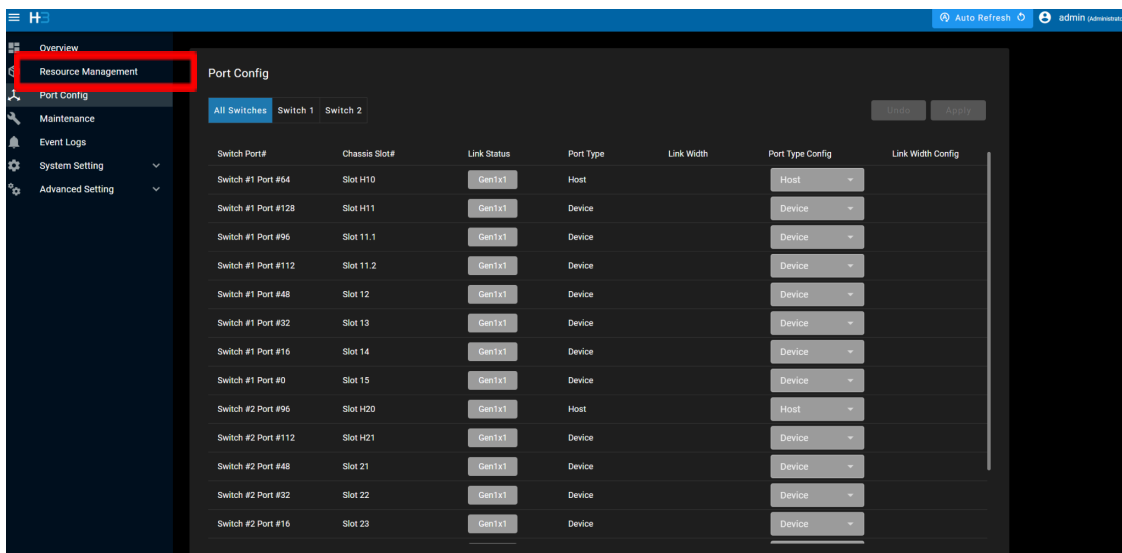 H3
Auto Refresh
admin (Administrato
Overview
Resource Management
Port Config
Maintenance
Event Logs
System Setting
Advanced Setting
Port Config
All Switches Switch 1 Switch 2
Undo Apply
Switch Port# Chassis Slot# Link Status Port Type Link Width Port Type Config Link Width Config
Switch #1 Port #64 Slot H10 Gen1x1 Host Host
Switch #1 Port #128 Slot H11 Gen1x1 Device Device
Switch #1 Port #96 Slot 11.1 Gen1x1 Device Device
Switch #1 Port #112 Slot 11.2 Gen1x1 Device Device
Switch #1 Port #48 Slot 12 Gen1x1 Device Device
Switch #1 Port #32 Slot 13 Gen1x1 Device Device
Switch #1 Port #16 Slot 14 Gen1x1 Device Device
Switch #1 Port #0 Slot 15 Gen1x1 Device Device
Switch #2 Port #96 Slot H20 Gen1x1 Host Host
Switch #2 Port #112 Slot H21 Gen1x1 Device Device
Switch #2 Port #48 Slot 21 Gen1x1 Device Device
Switch #2 Port #32 Slot 22 Gen1x1 Device Device
Switch #2 Port #16 Slot 23 Gen1x1 Device Device